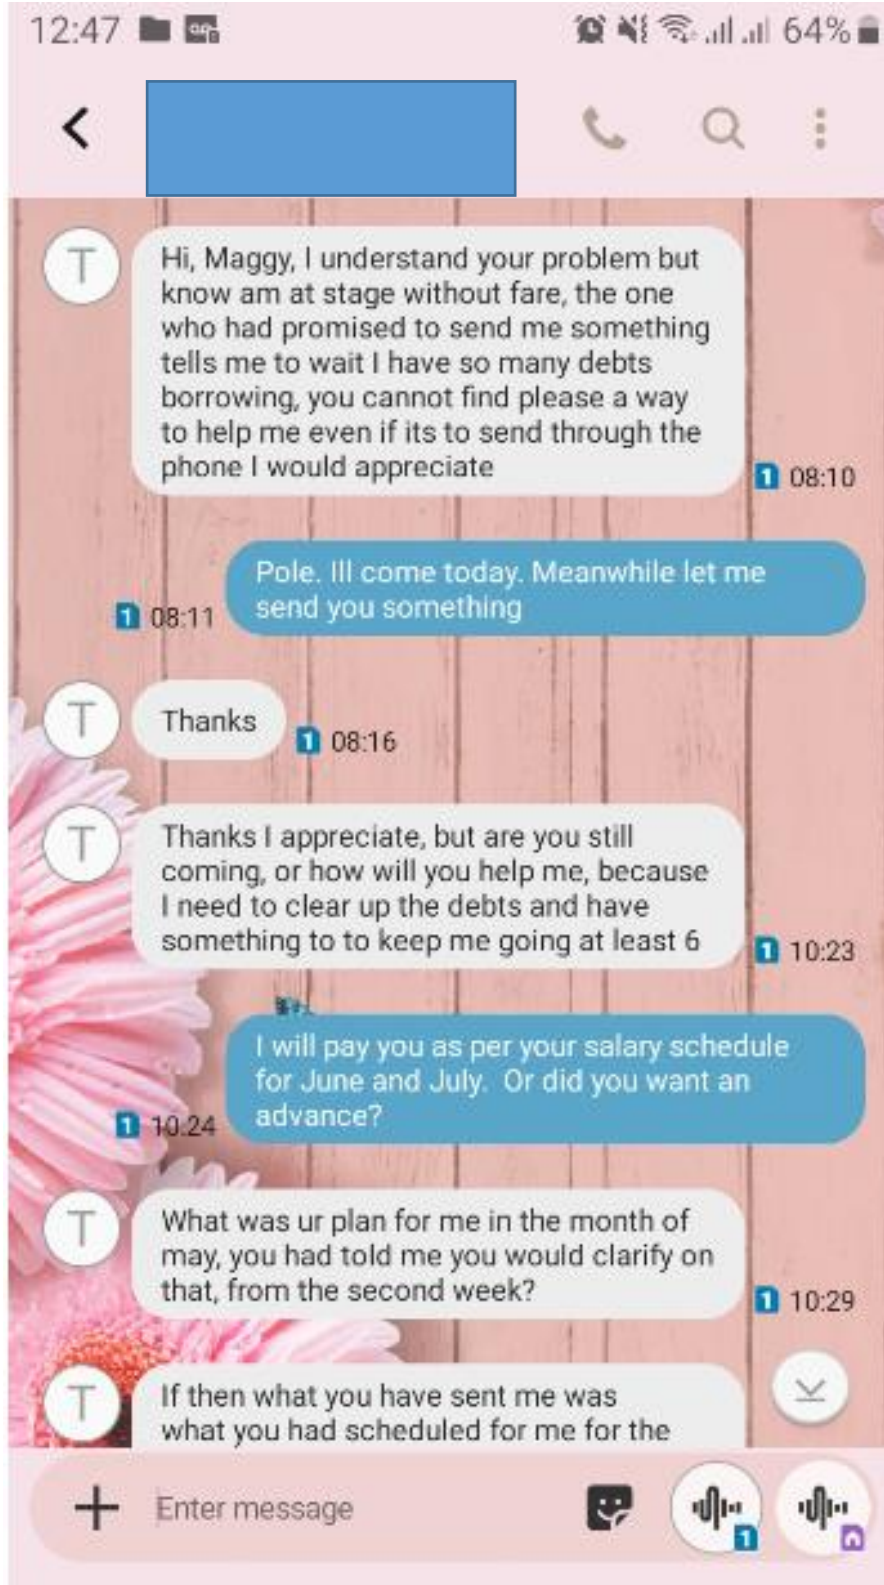 12:47
64%
T
Hi, Maggy, I understand your problem but
know am at stage without fare, the one
who had promised to send me something
tells me to wait I have so many debts
borrowing, you cannot find please a way
to help me even if its to send through the
phone I would appreciate
1 08:10
Pole. Ill come today. Meanwhile let me
send you something
1 08:11
T
Thanks
1 08:16
T
Thanks I appreciate, but are you still
coming, or how will you help me, because
I need to clear up the debts and have
something to to keep me going at least 6
1 10:23
I will pay you as per your salary schedule
for June and July. Or did you want an
advance?
1 10:24
T
What was ur plan for me in the month of
may, you had told me you would clarify on
that, from the second week?
1 10:29
T
If then what you have sent me was
what you had scheduled for me for the
Enter message
1